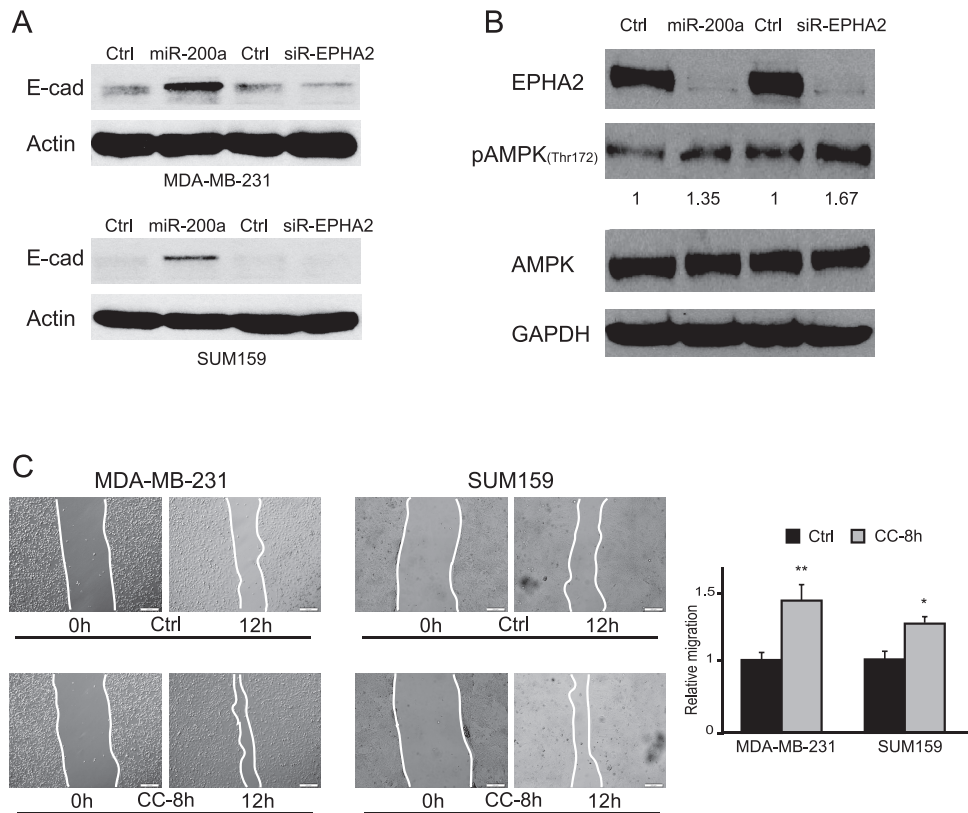 A
Ctrl miR-200a Ctrl siR-EPHA2
E-cad
Actin
MDA-MB-231
Ctrl miR-200a Ctrl siR-EPHA2
E-cad
Actin
SUM159
B
Ctrl miR-200a Ctrl siR-EPHA2
EPHA2
pAMPK(Thr172)
1 1.35 1 1.67
AMPK
GAPDH
C
MDA-MB-231 SUM159
0h Ctrl 12h 0h Ctrl 12h
0h CC-8h 12h 0h CC-8h 12h
Ctrl CC-8h
Relative migration
1.5
1
0
** *
MDA-MB-231 SUM159